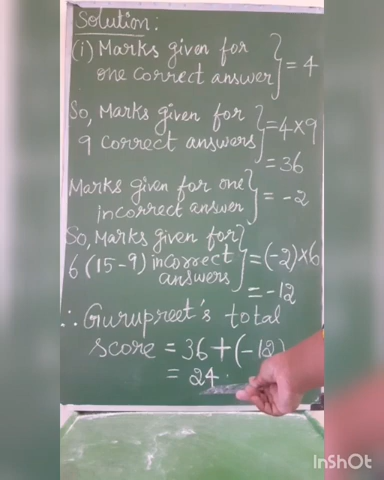 Solution:
(i) Marks given for
one correct answer } = 4
So, Marks given for
9 correct answers } = 4×9
= 36
Marks given for one
incorrect answer } = -2
So, Marks given for
6 (15-9) incorrect
answers } = (-2)×6
= -12
∴ Gurupreet's total
score = 36 + (-12)
= 24.
InShOt